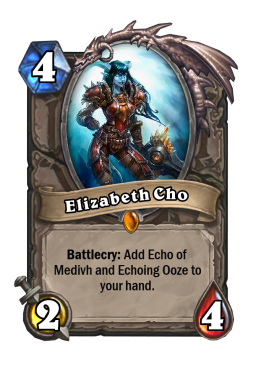 4
Elizabeth Cho
Battlecry: Add Echo of
Medivh and Echoing Ooze to
your hand.
2
4